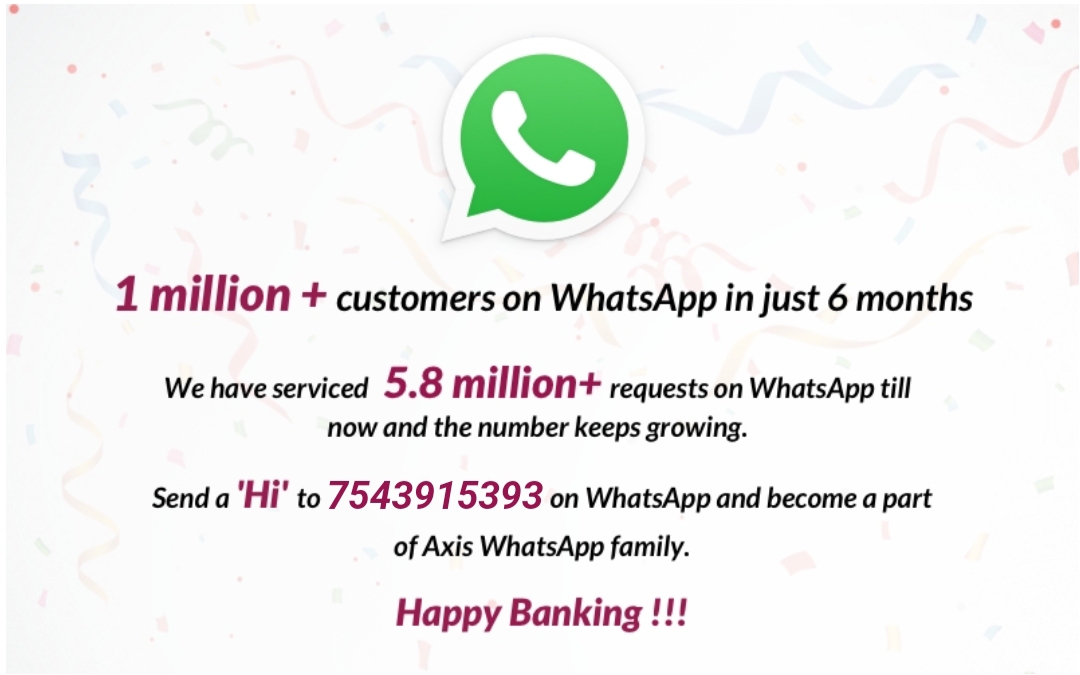 1 million + customers on WhatsApp in just 6 months
We have serviced 5.8 million+ requests on WhatsApp till
now and the number keeps growing.
Send a 'Hi' to 7543915393 on WhatsApp and become a part
of Axis WhatsApp family.
Happy Banking !!!